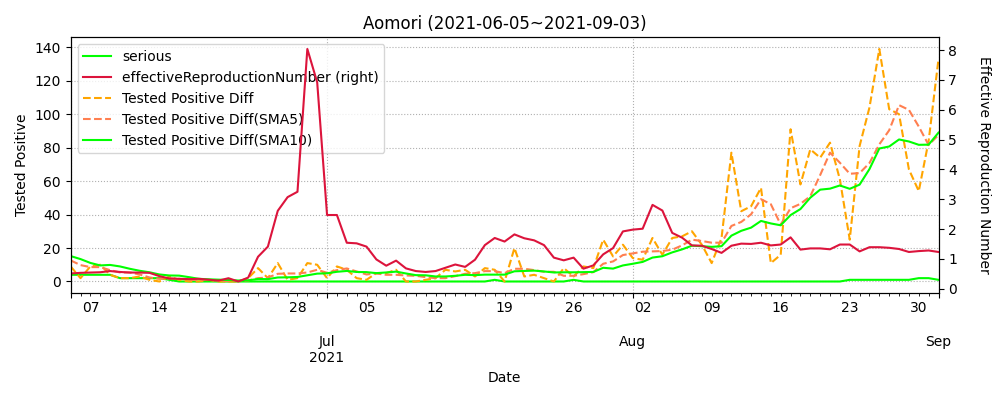 Aomori (2021-06-05~2021-09-03)
serious
effectiveReproductionNumber (right)
Tested Positive Diff
Tested Positive Diff(SMA5)
Tested Positive Diff(SMA10)
Tested Positive
140
120
100
80
60
40
20
0
Effective Reproduction Number
8
7
6
5
4
3
2
1
0
07 14 21 28 05 12 19 26 02 09 16 23 30
Jul Aug Sep
2021
Date